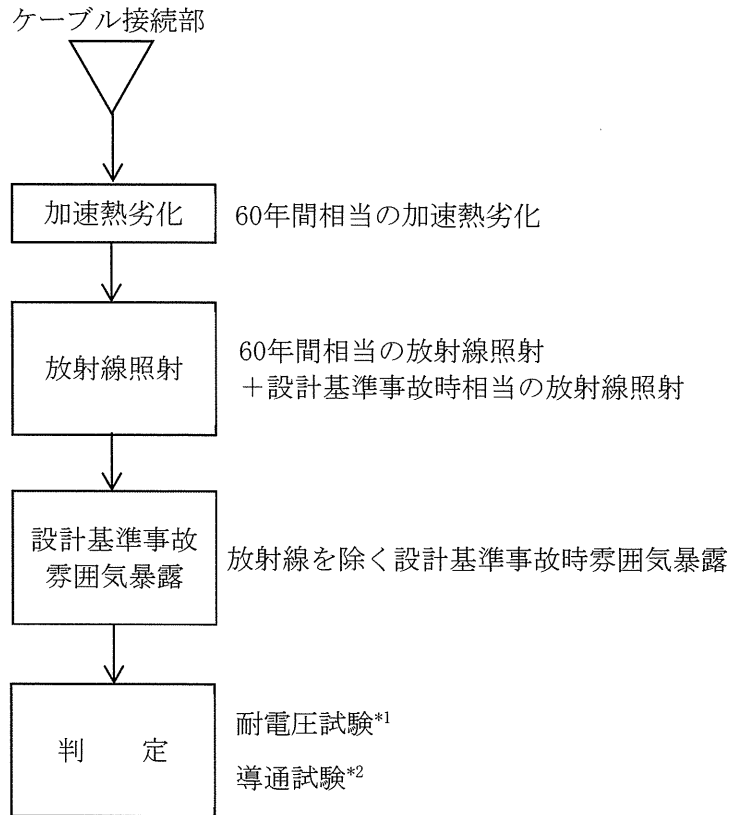 ケーブル接続部
加速熱劣化
60年間相当の加速熱劣化
放射線照射
60年間相当の放射線照射
＋設計基準事故時相当の放射線照射
設計基準事故
雰囲気暴露
放射線を除く設計基準事故時雰囲気暴露
判　　定
耐電圧試験*1
導通試験*2